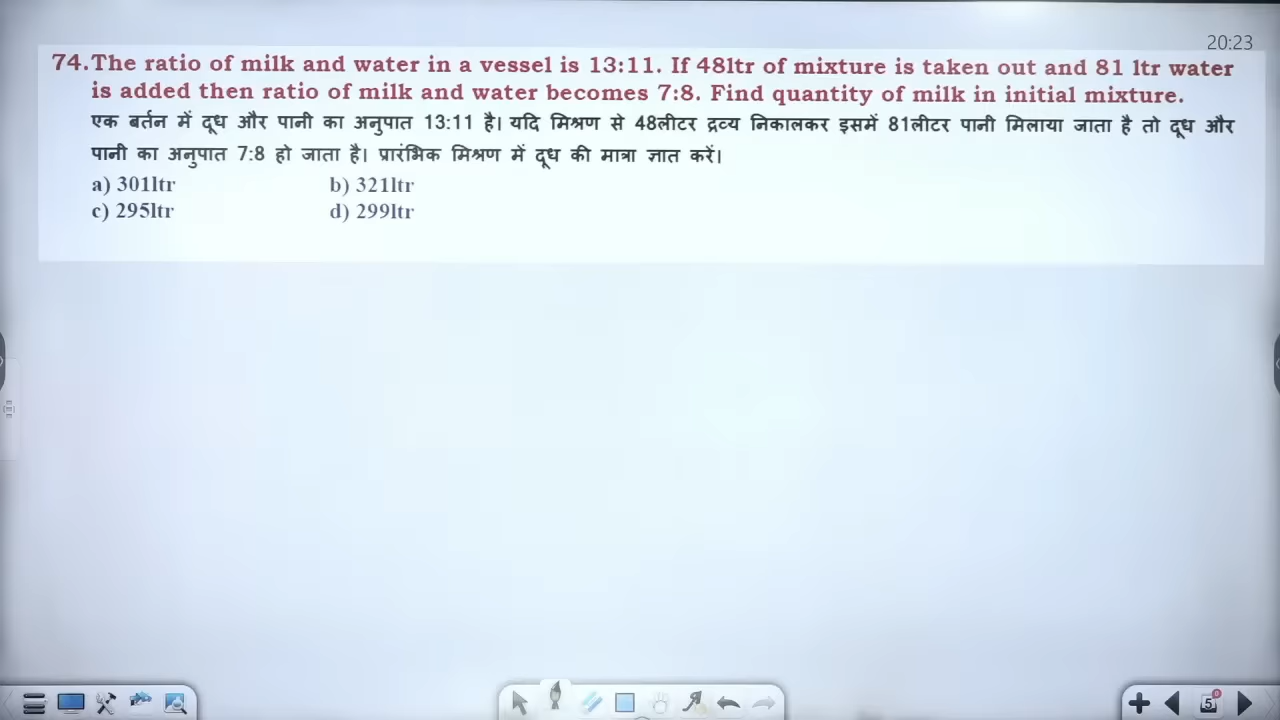 20:23
74. The ratio of milk and water in a vessel is 13:11. If 48ltr of mixture is taken out and 81 ltr water
is added then ratio of milk and water becomes 7:8. Find quantity of milk in initial mixture.
एक बर्तन में दूध और पानी का अनुपात 13:11 है। यदि मिश्रण से 48लीटर द्रव्य निकालकर इसमें 81लीटर पानी मिलाया जाता है तो दूध और
पानी का अनुपात 7:8 हो जाता है। प्रारंभिक मिश्रण में दूध की मात्रा ज्ञात करें।
a) 301ltr b) 321ltr
c) 295ltr d) 299ltr
5